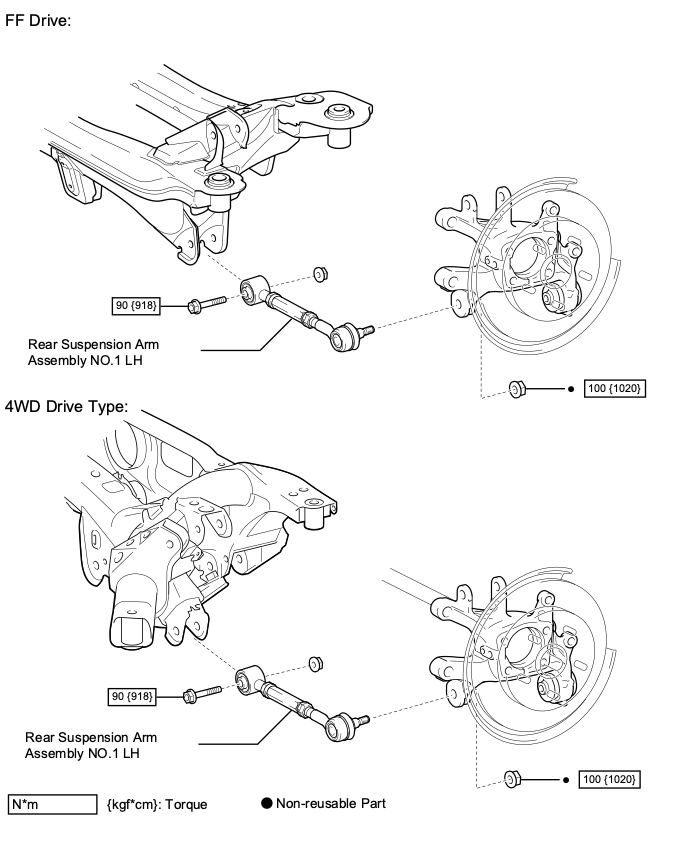 FF Drive:
90 {918}
Rear Suspension Arm
Assembly NO.1 LH
100 {1020}
4WD Drive Type:
90 {918}
Rear Suspension Arm
Assembly NO.1 LH
100 {1020}
N*m {kgf*cm}: Torque ● Non-reusable Part